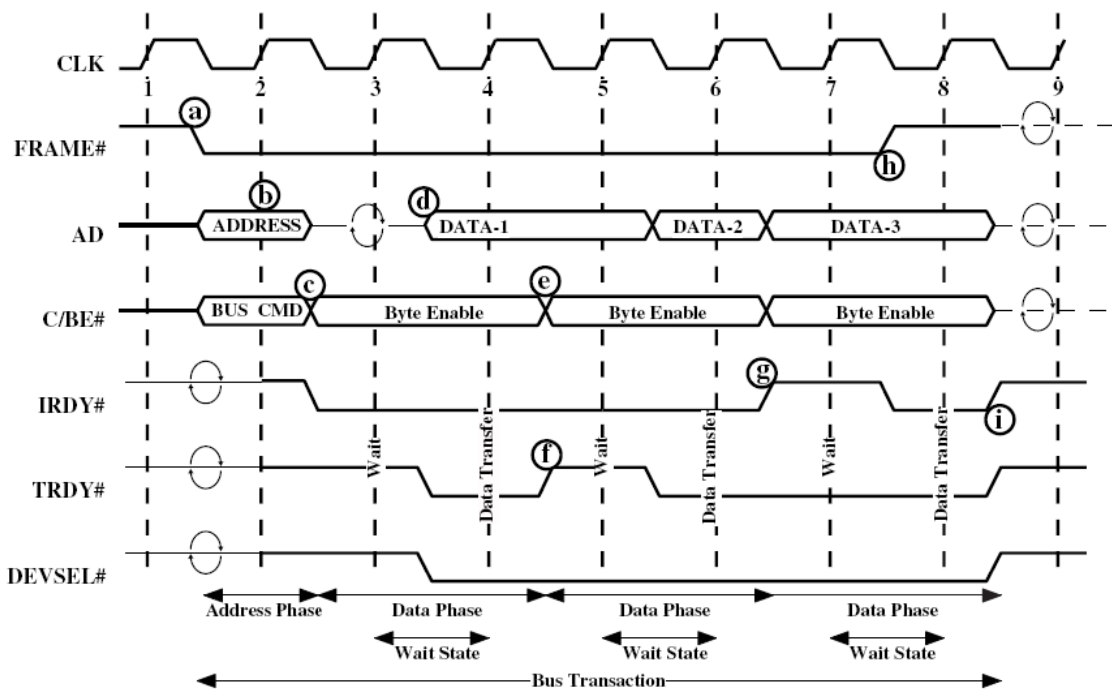 CLK
1 2 3 4 5 6 7 8 9
a
FRAME#
h
b
d
AD
ADDRESS
DATA-1
DATA-2
DATA-3
c
e
C/BE#
BUS CMD
Byte Enable
Byte Enable
Byte Enable
g
IRDY#
i
Wait
Data Transfer
Wait
Data Transfer
Wait
Data Transfer
f
TRDY#
DEVSEL#
Address Phase
Data Phase
Data Phase
Data Phase
Wait State
Wait State
Wait State
Bus Transaction